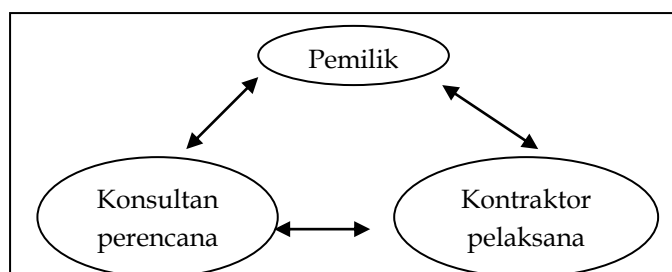 Pemilik
Konsultan
perencana
Kontraktor
pelaksana